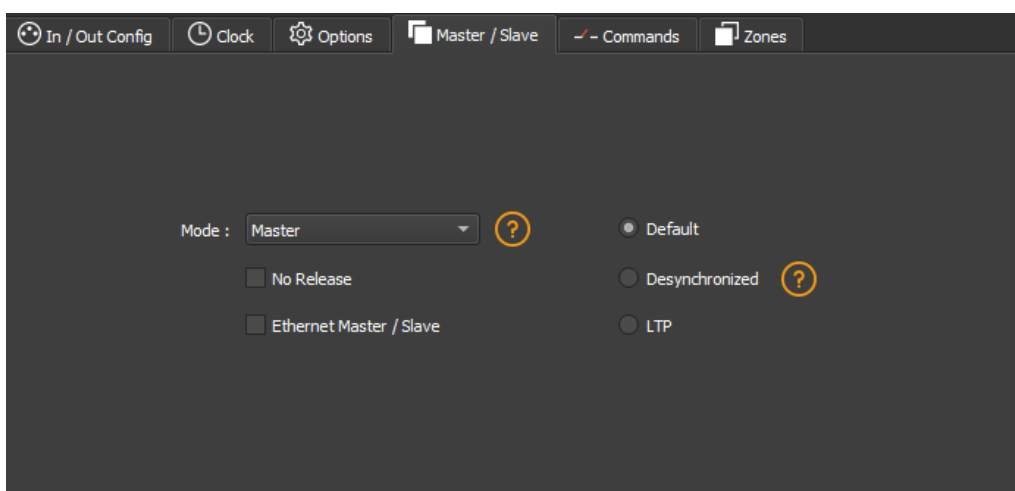 In / Out Config Clock Options Master / Slave Commands Zones
Mode : Master ? Default
No Release Desynchronized ?
Ethernet Master / Slave LTP